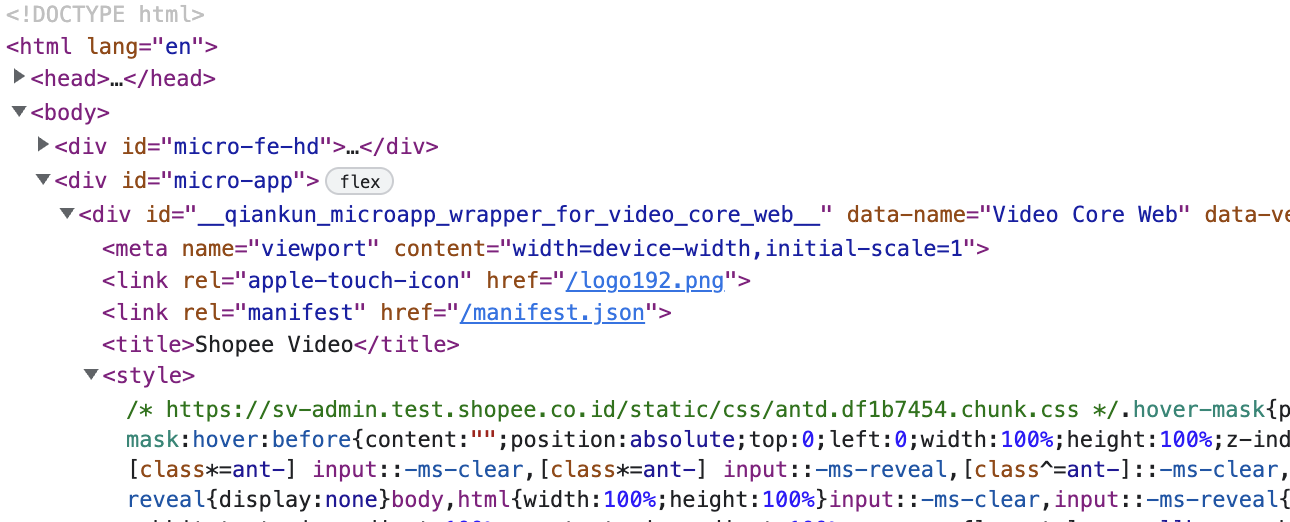 <!DOCTYPE html>
<html lang="en">
<head>…</head>
<body>
<div id="micro-fe-hd">…</div>
<div id="micro-app"> flex
<div id="__qiankun_microapp_wrapper_for_video_core_web__" data-name="Video Core Web" data-ve
<meta name="viewport" content="width=device-width,initial-scale=1">
<link rel="apple-touch-icon" href="/logo192.png">
<link rel="manifest" href="/manifest.json">
<title>Shopee Video</title>
<style>
/* https://sv-admin.test.shopee.co.id/static/css/antd.df1b7454.chunk.css */.hover-mask{p
mask:hover:before{content:"";position:absolute;top:0;left:0;width:100%;height:100%;z-ind
[class*=ant-] input::-ms-clear,[class*=ant-] input::-ms-reveal,[class^=ant-]::-ms-clear,
reveal{display:none}body,html{width:100%;height:100%}input::-ms-clear,input::-ms-reveal{